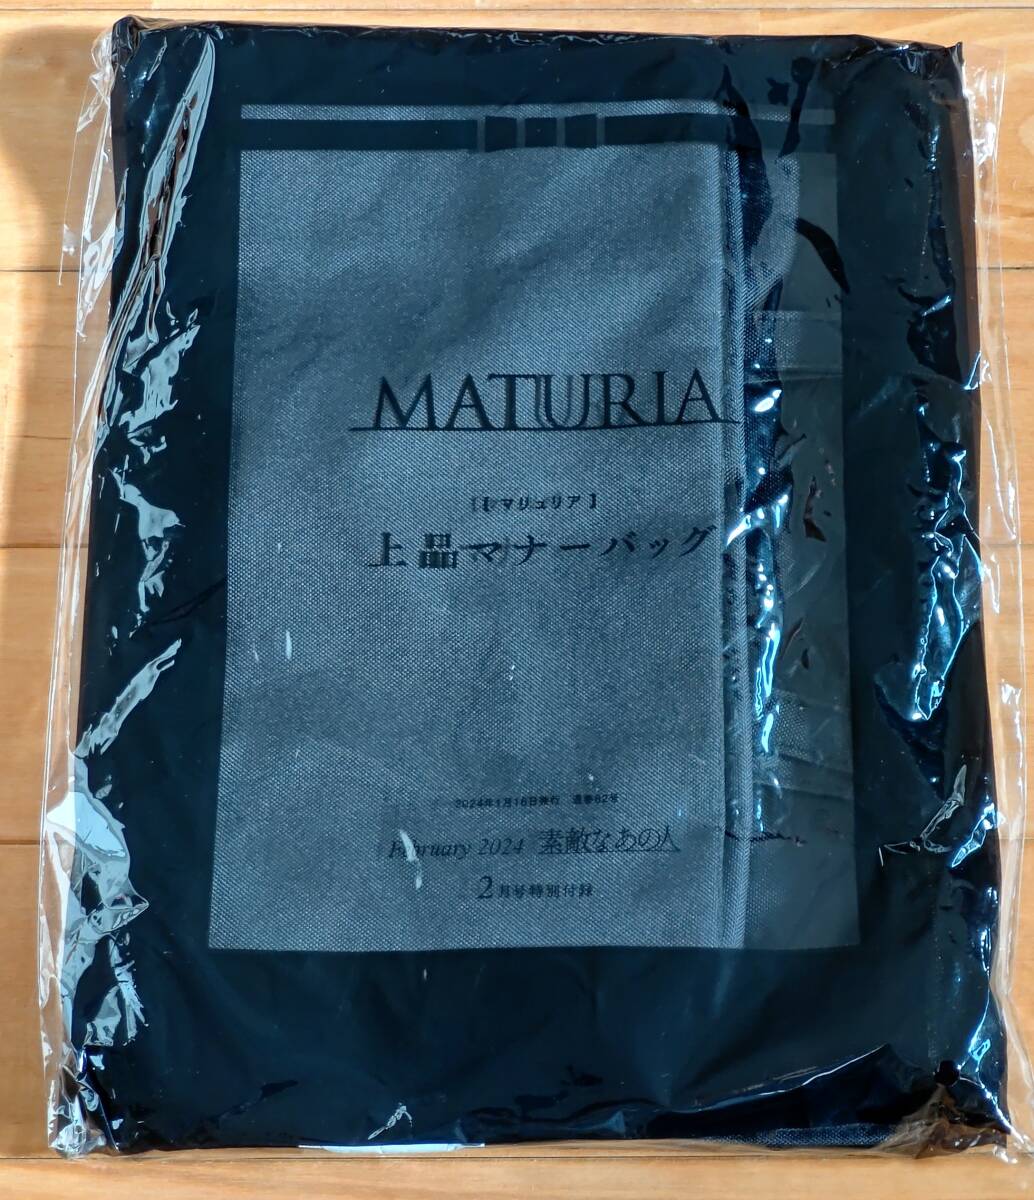 MATURIA
【マチュリア】
上品マナーバッグ
2024年1月16日発行 通巻62号
February 2024 素敵なあの人
2月号特別付録